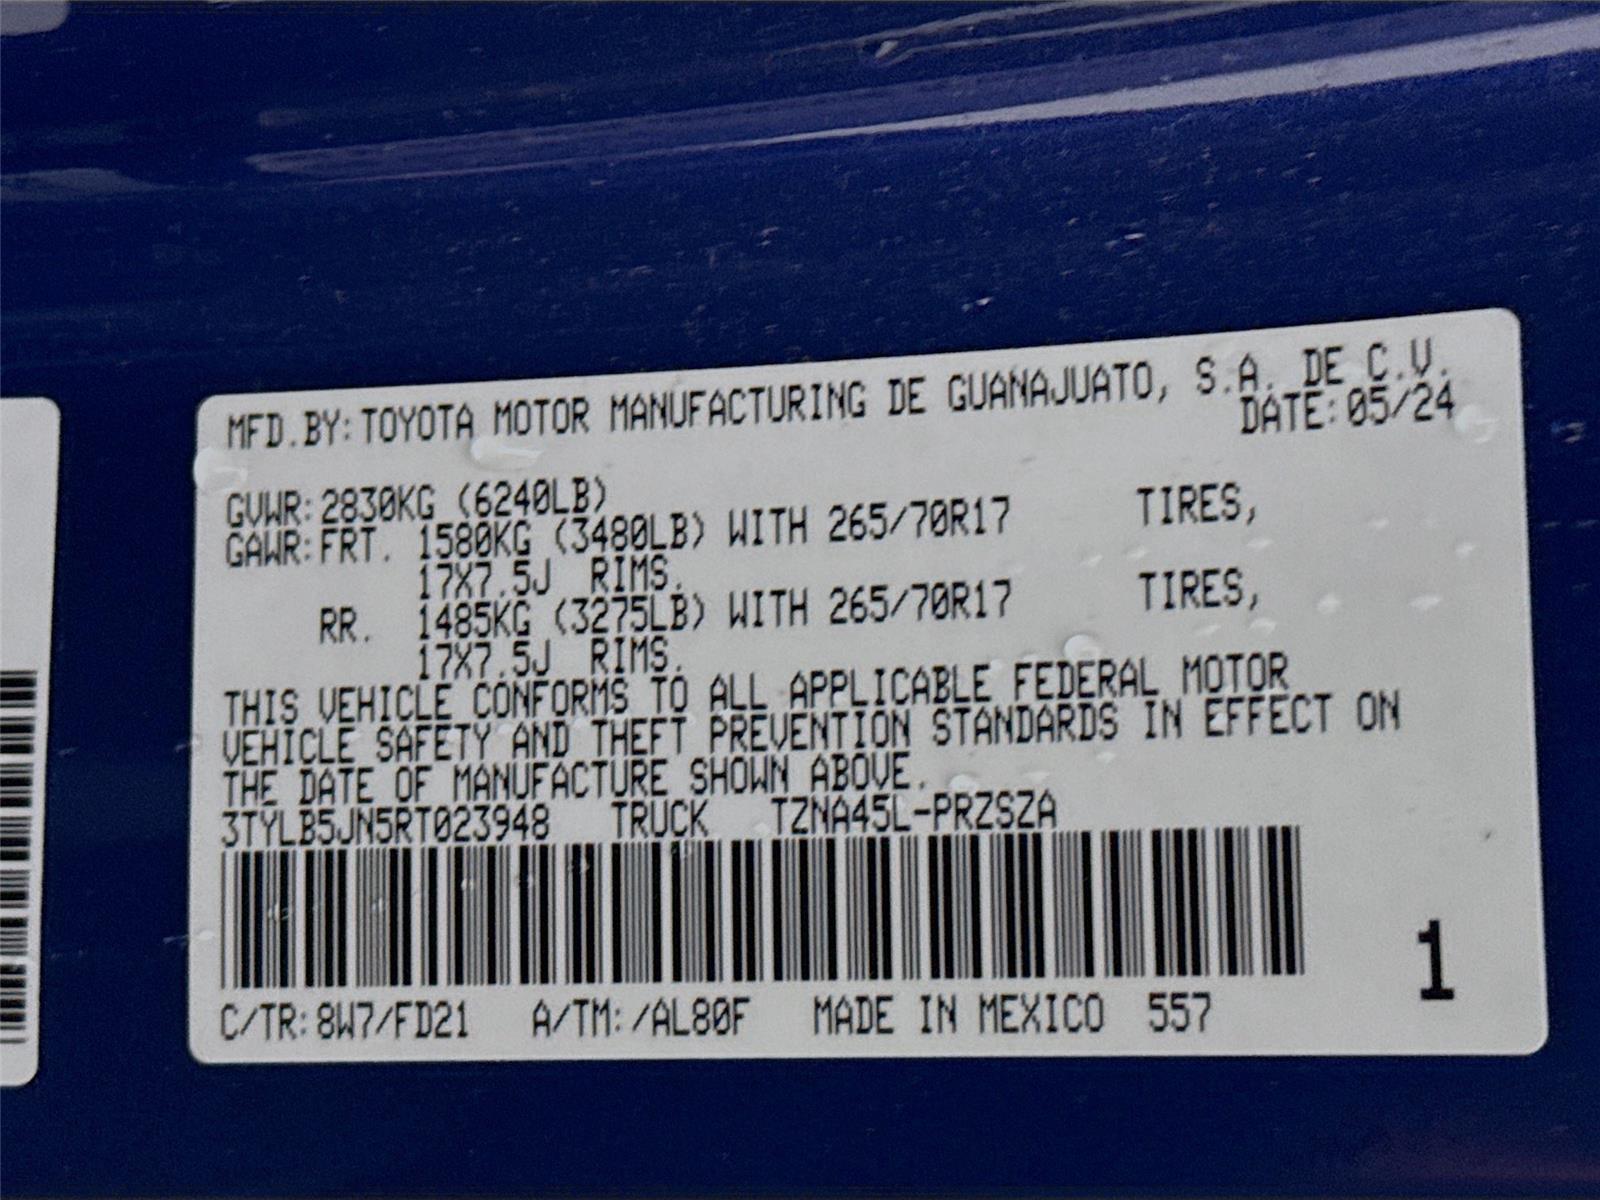 MFD.BY:TOYOTA MOTOR MANUFACTURING DE GUANAJUATO, S.A. DE C.V.
DATE:05/24
GVWR:2830KG (6240LB)
GAWR:FRT. 1580KG (3480LB) WITH 265/70R17 TIRES,
17X7.5J RIMS.
RR. 1485KG (3275LB) WITH 265/70R17 TIRES,
17X7.5J RIMS.
THIS VEHICLE CONFORMS TO ALL APPLICABLE FEDERAL MOTOR
VEHICLE SAFETY AND THEFT PREVENTION STANDARDS IN EFFECT ON
THE DATE OF MANUFACTURE SHOWN ABOVE.
3TYLB5JN5RT023948 TRUCK TZNA45L-PRZSZA
1
C/TR:8W7/FD21 A/TM:/AL80F MADE IN MEXICO 557